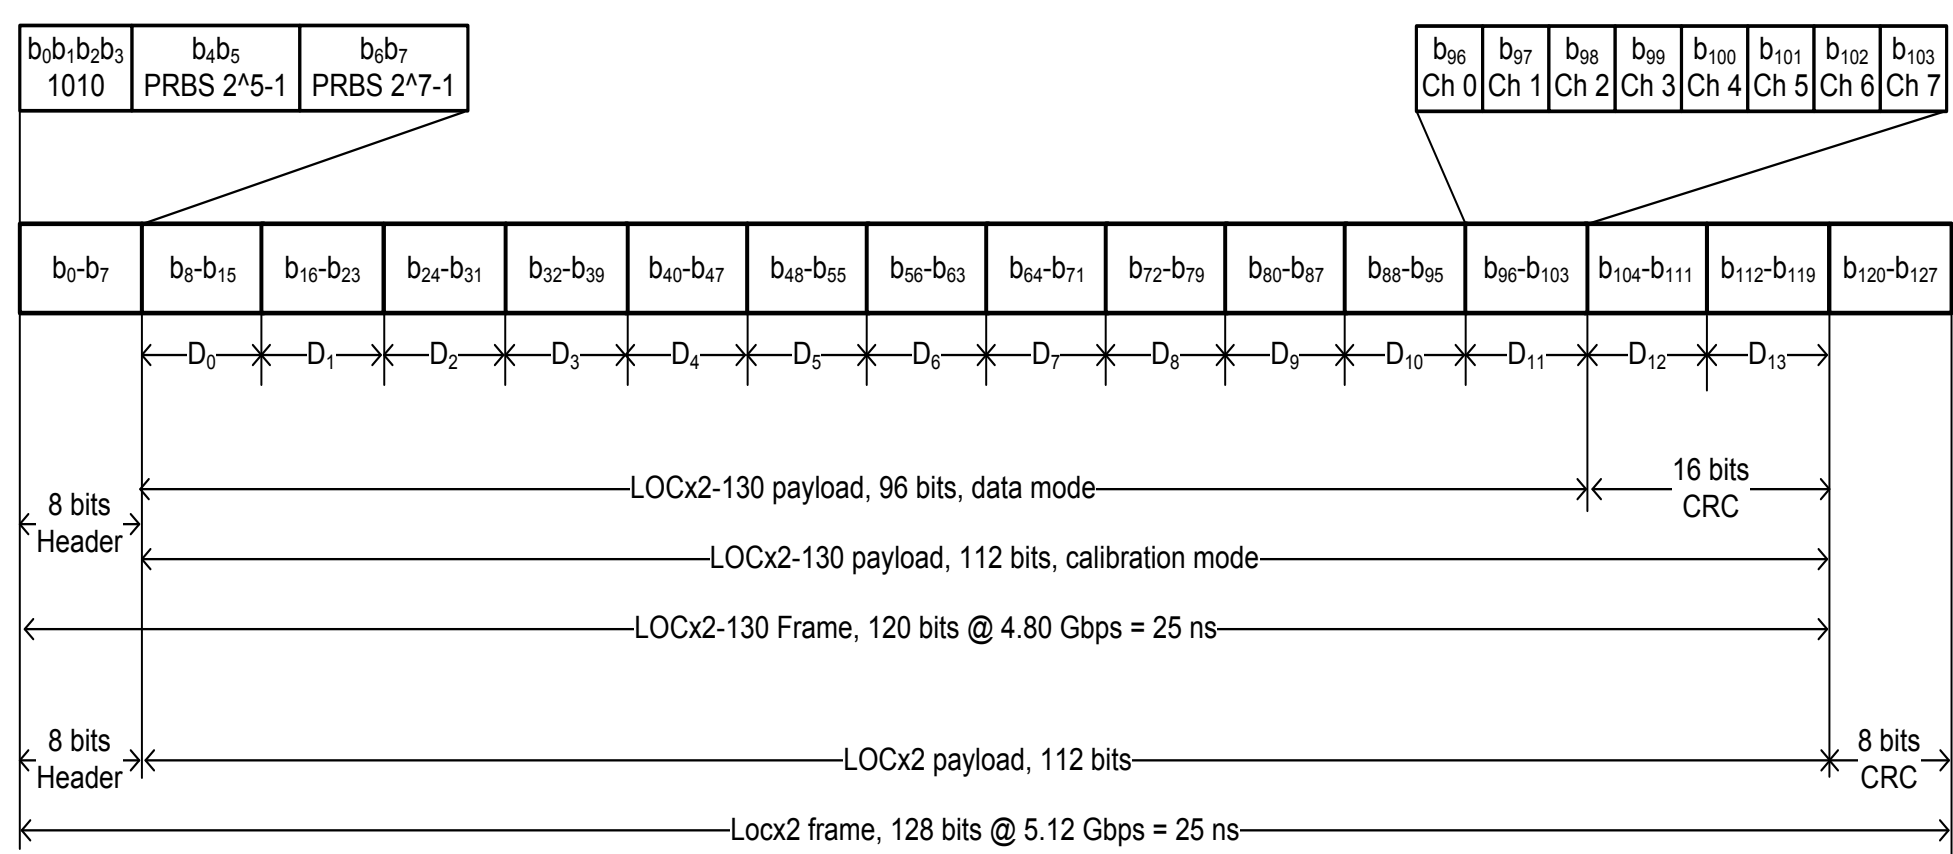 b0b1b2b3 b4b5 b6b7 b96 b97 b98 b99 b100 b101 b102 b103
1010 PRBS 2^5-1 PRBS 2^7-1 Ch 0 Ch 1 Ch 2 Ch 3 Ch 4 Ch 5 Ch 6 Ch 7
b0-b7 b8-b15 b16-b23 b24-b31 b32-b39 b40-b47 b48-b55 b56-b63 b64-b71 b72-b79 b80-b87 b88-b95 b96-b103 b104-b111 b112-b119 b120-b127
D0 D1 D2 D3 D4 D5 D6 D7 D8 D9 D10 D11 D12 D13
LOCx2-130 payload, 96 bits, data mode
16 bits
CRC
8 bits
Header
LOCx2-130 payload, 112 bits, calibration mode
LOCx2-130 Frame, 120 bits @ 4.80 Gbps = 25 ns
8 bits
Header
LOCx2 payload, 112 bits
8 bits
CRC
Locx2 frame, 128 bits @ 5.12 Gbps = 25 ns